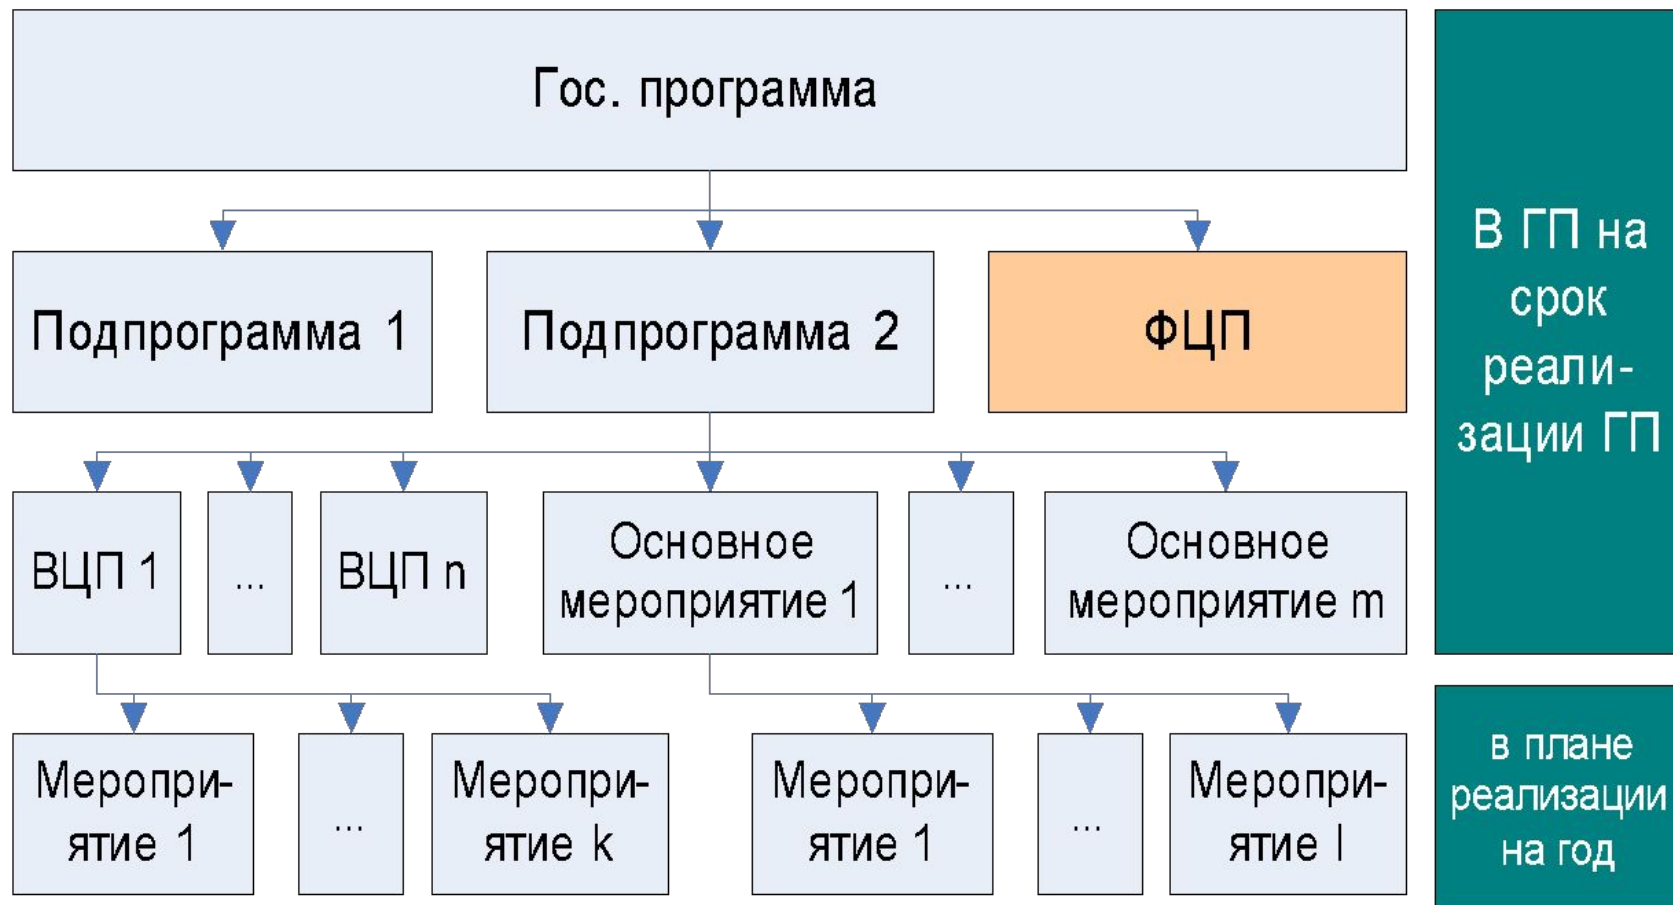 Гос. программа
В ГП на
срок
реали-
зации ГП
Подпрограмма 1
Подпрограмма 2
ФЦП
ВЦП 1
...
ВЦП n
Основное
мероприятие 1
...
Основное
мероприятие m
Меропри-
ятие 1
...
Меропри-
ятие k
Меропри-
ятие 1
...
Меропри-
ятие l
в плане
реализации
на год